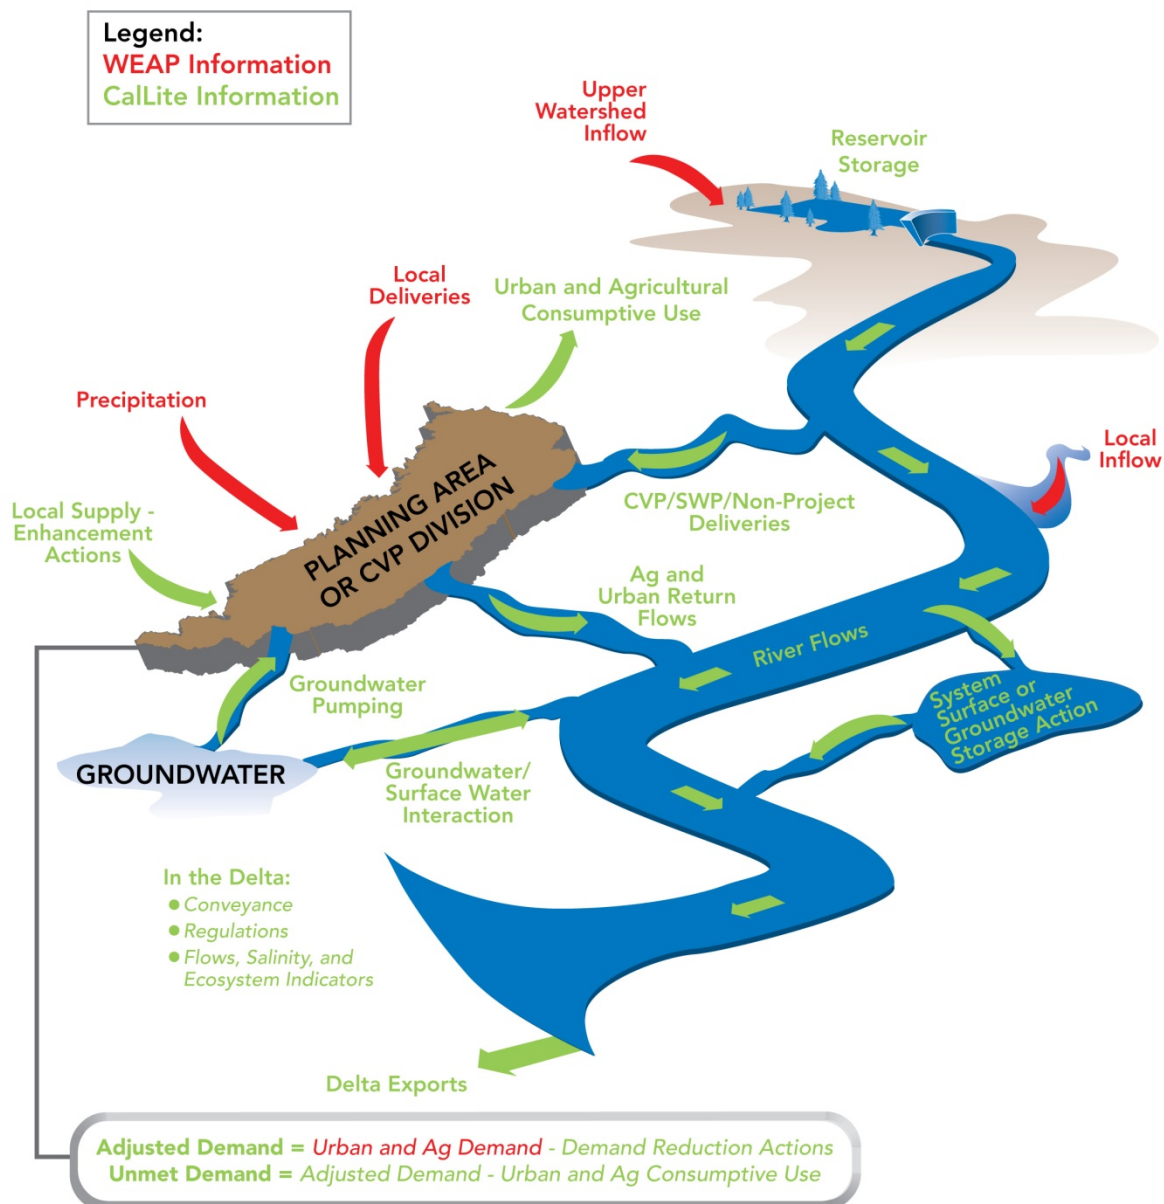 Legend:
WEAP Information
CalLite Information
Upper
Watershed
Inflow
Reservoir
Storage
Local
Deliveries
Urban and Agricultural
Consumptive Use
Precipitation
Local
Inflow
Local Supply -
Enhancement
Actions
PLANNING AREA
OR CVP DIVISION
CVP/SWP/Non-Project
Deliveries
Ag and
Urban Return
Flows
River Flows
Groundwater
Pumping
System
Surface or
Groundwater
Storage Action
GROUNDWATER
Groundwater/
Surface Water
Interaction
In the Delta:
● Conveyance
● Regulations
● Flows, Salinity, and
Ecosystem Indicators
Delta Exports
Adjusted Demand = Urban and Ag Demand - Demand Reduction Actions
Unmet Demand = Adjusted Demand - Urban and Ag Consumptive Use